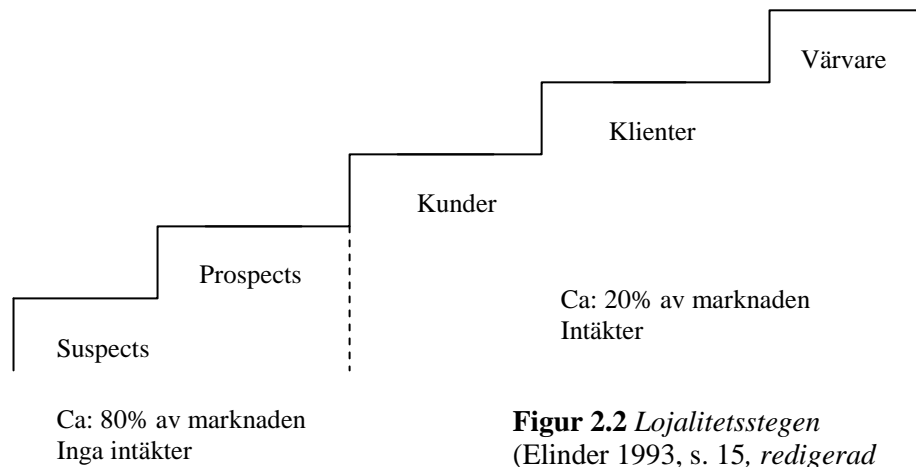 Värvare
Klienter
Kunder
Prospects
Ca: 20% av marknaden
Intäkter
Suspects
Ca: 80% av marknaden
Inga intäkter
Figur 2.2 Lojalitetsstegen
(Elinder 1993, s. 15, redigerad